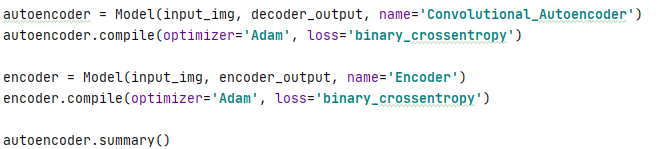 autoencoder = Model(input_img, decoder_output, name='Convolutional_Autoencoder')
autoencoder.compile(optimizer='Adam', loss='binary_crossentropy')
encoder = Model(input_img, encoder_output, name='Encoder')
encoder.compile(optimizer='Adam', loss='binary_crossentropy')
autoencoder.summary()